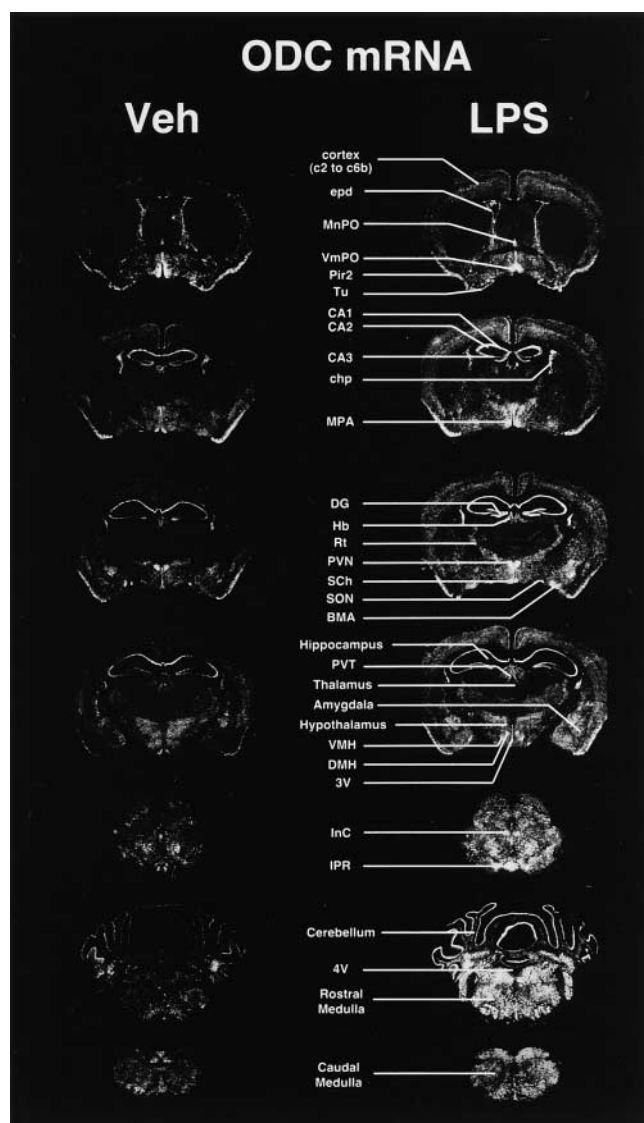 ODC mRNA
Veh
LPS
cortex
(c2 to c6b)
epd
MnPO
VmPO
Pir2
Tu
CA1
CA2
CA3
chp
MPA
DG
Hb
Rt
PVN
SCh
SON
BMA
Hippocampus
PVT
Thalamus
Amygdala
Hypothalamus
VMH
DMH
3V
InC
IPR
Cerebellum
4V
Rostral
Medulla
Caudal
Medulla